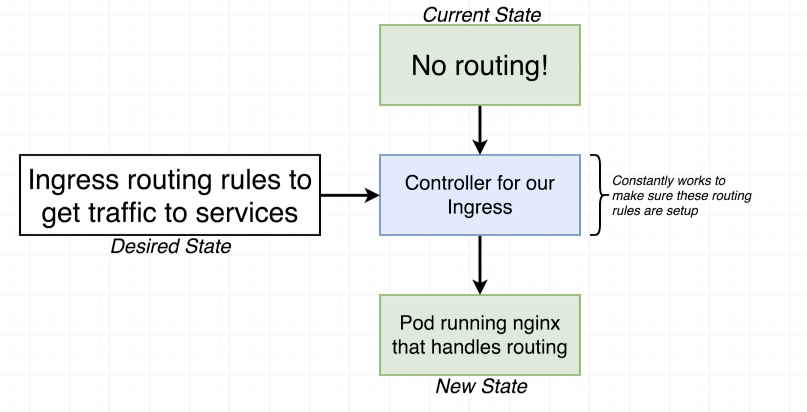 Current State
No routing!
Ingress routing rules to
get traffic to services
Desired State
Controller for our
Ingress
Constantly works to
make sure these routing
rules are setup
Pod running nginx
that handles routing
New State